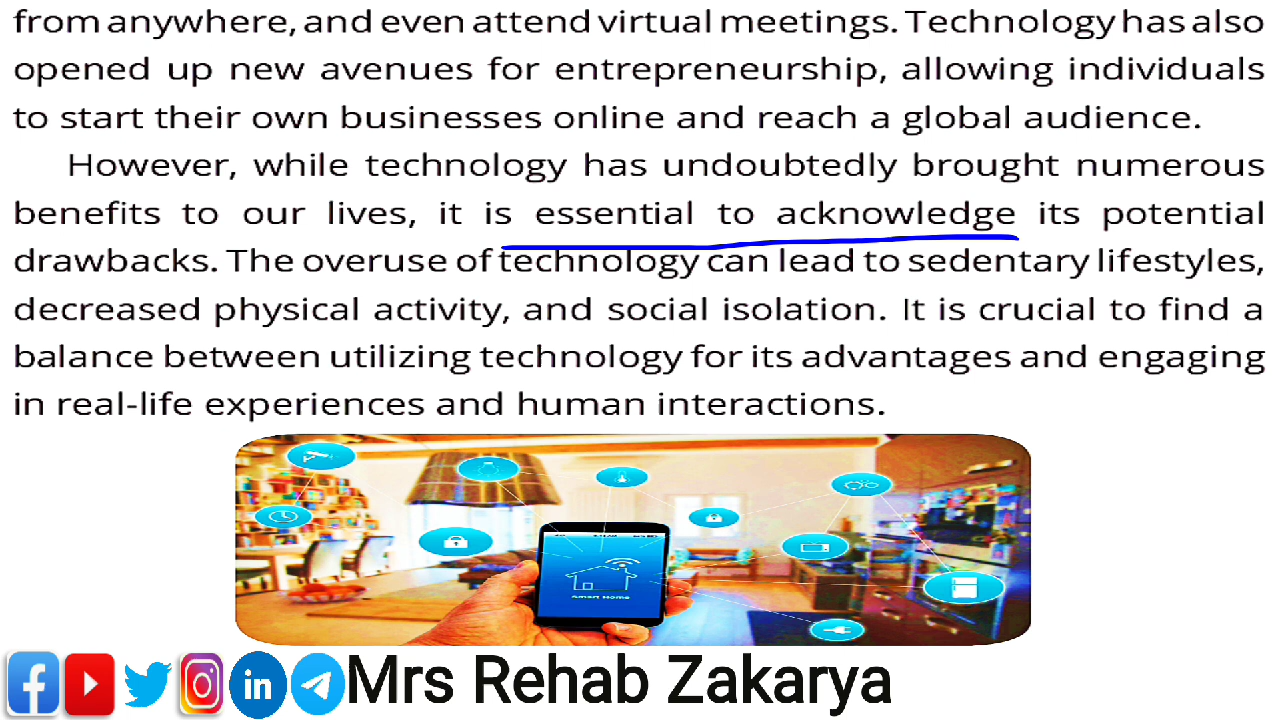 from anywhere, and even attend virtual meetings. Technology has also
opened up new avenues for entrepreneurship, allowing individuals
to start their own businesses online and reach a global audience.
However, while technology has undoubtedly brought numerous
benefits to our lives, it is essential to acknowledge its potential
drawbacks. The overuse of technology can lead to sedentary lifestyles,
decreased physical activity, and social isolation. It is crucial to find a
balance between utilizing technology for its advantages and engaging
in real-life experiences and human interactions.
Smart Home
Mrs Rehab Zakarya